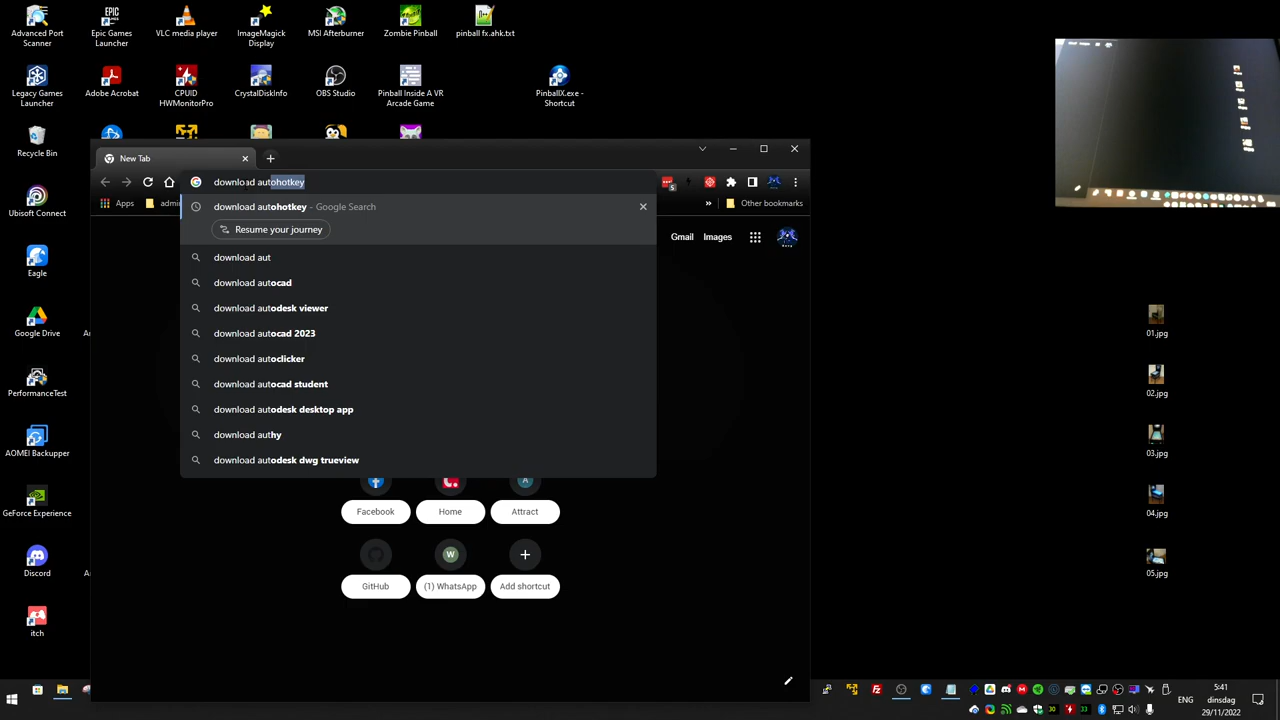 Advanced Port
Scanner
Epic Games
Launcher
VLC media player
ImageMagick
Display
MSI Afterburner
Zombie Pinball
pinball fx.ahk.txt
Legacy Games
Launcher
Adobe Acrobat
CPUID
HWMonitorPro
CrystalDiskInfo
OBS Studio
Pinball Inside A VR
Arcade Game
PinballX.exe -
Shortcut
Recycle Bin
Ubisoft Connect
Eagle
Google Drive
PerformanceTest
AOMEI Backupper
GeForce Experience
Discord
itch
New Tab
download autohotkey
Apps
Other bookmarks
download autohotkey - Google Search
Resume your journey
download aut
download autocad
download autodesk viewer
download autocad 2023
download autoclicker
download autocad student
download autodesk desktop app
download authy
download autodesk dwg trueview
Gmail
Images
Facebook
Home
Attract
GitHub
(1) WhatsApp
Add shortcut
01.jpg
02.jpg
03.jpg
04.jpg
05.jpg
ENG
5:41
dinsdag
29/11/2022